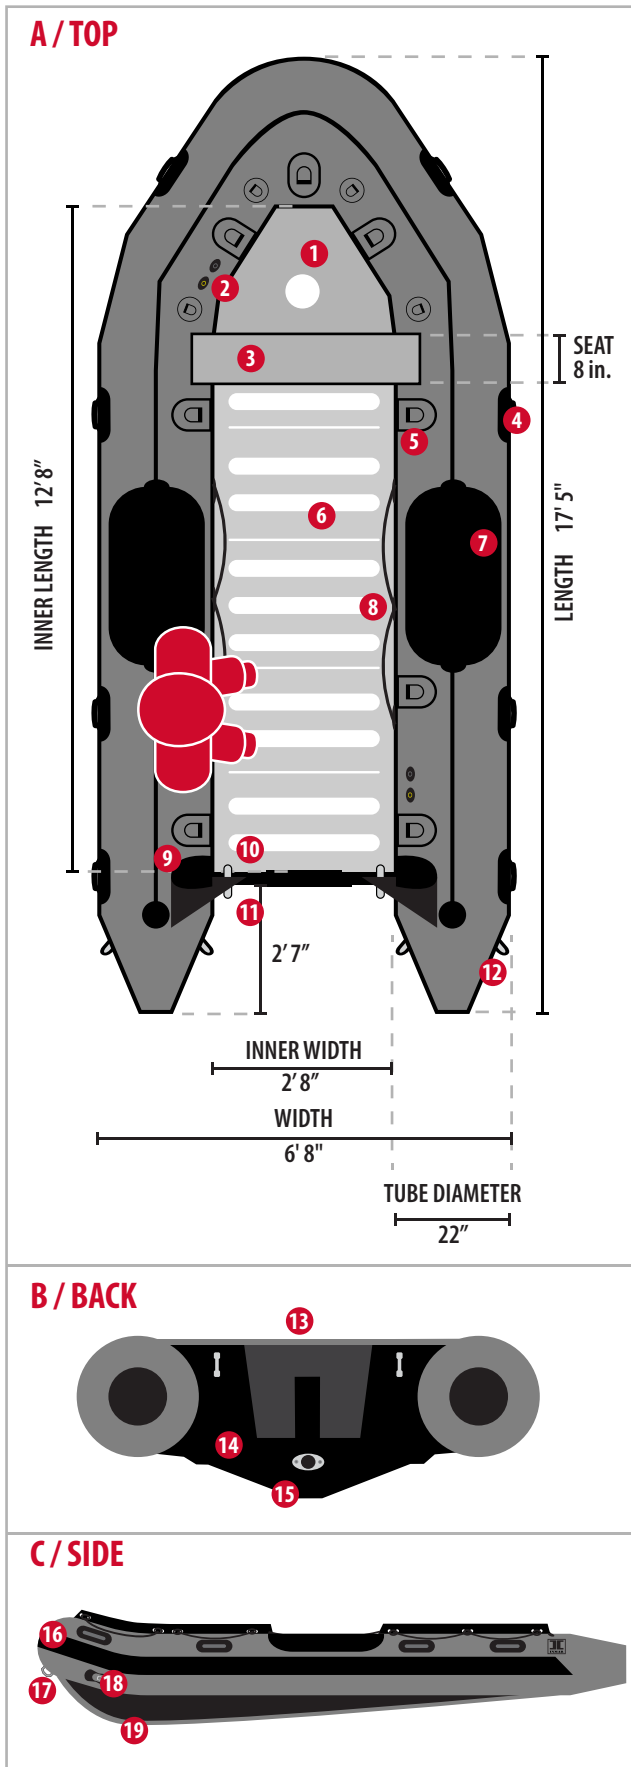 A / TOP
1
2
3
SEAT
8 in.
4
5
INNER LENGTH 12' 8"
6
LENGTH 17' 5"
7
8
9
10
11
2' 7"
12
INNER WIDTH
2' 8"
WIDTH
6' 8"
TUBE DIAMETER
22"
B / BACK
13
14
15
C / SIDE
16
17
18
19